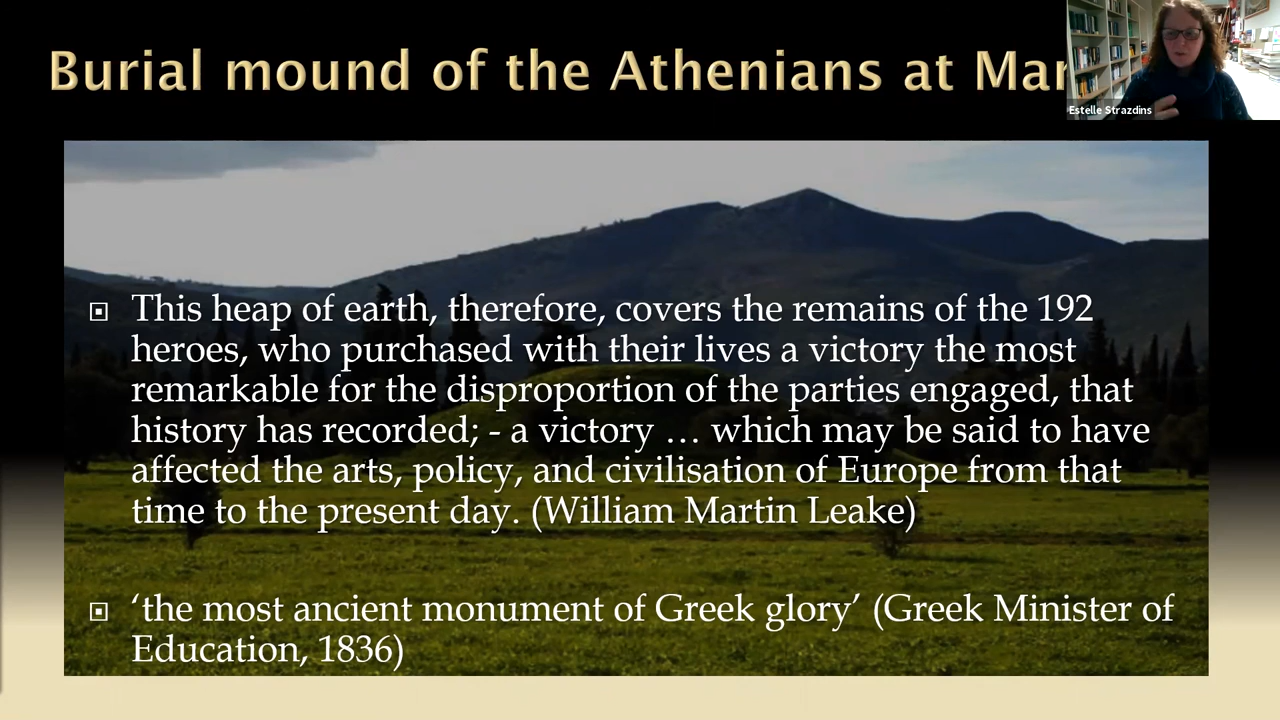 Burial mound of the Athenians at Mar
Estelle Strazdins
This heap of earth, therefore, covers the remains of the 192
heroes, who purchased with their lives a victory the most
remarkable for the disproportion of the parties engaged, that
history has recorded; - a victory … which may be said to have
affected the arts, policy, and civilisation of Europe from that
time to the present day. (William Martin Leake)
‘the most ancient monument of Greek glory’ (Greek Minister of
Education, 1836)